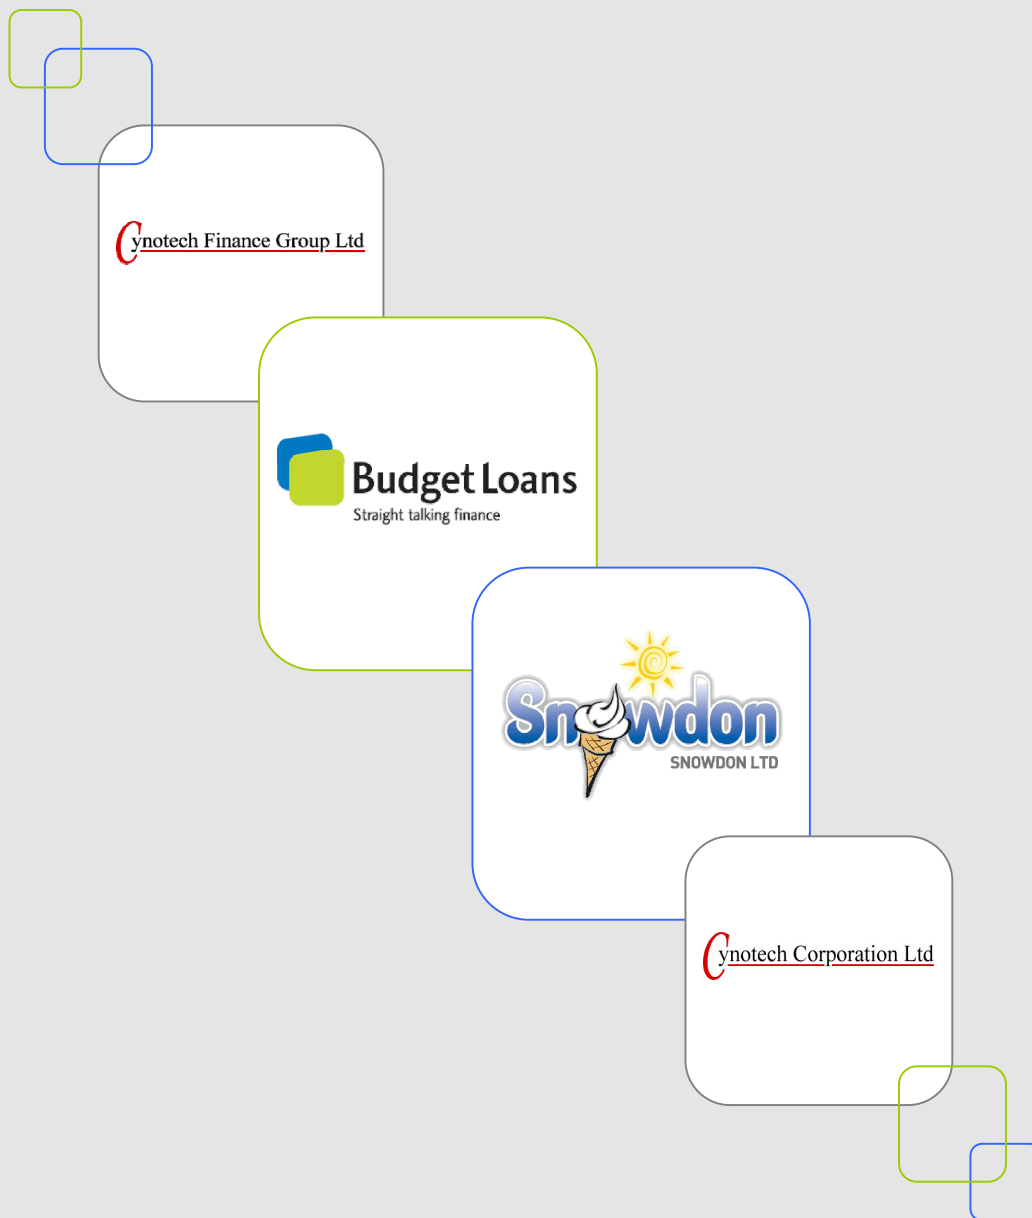 Cynotech Finance Group Ltd
Budget Loans
Straight talking finance
Snowdon
SNOWDON LTD
Cynotech Corporation Ltd